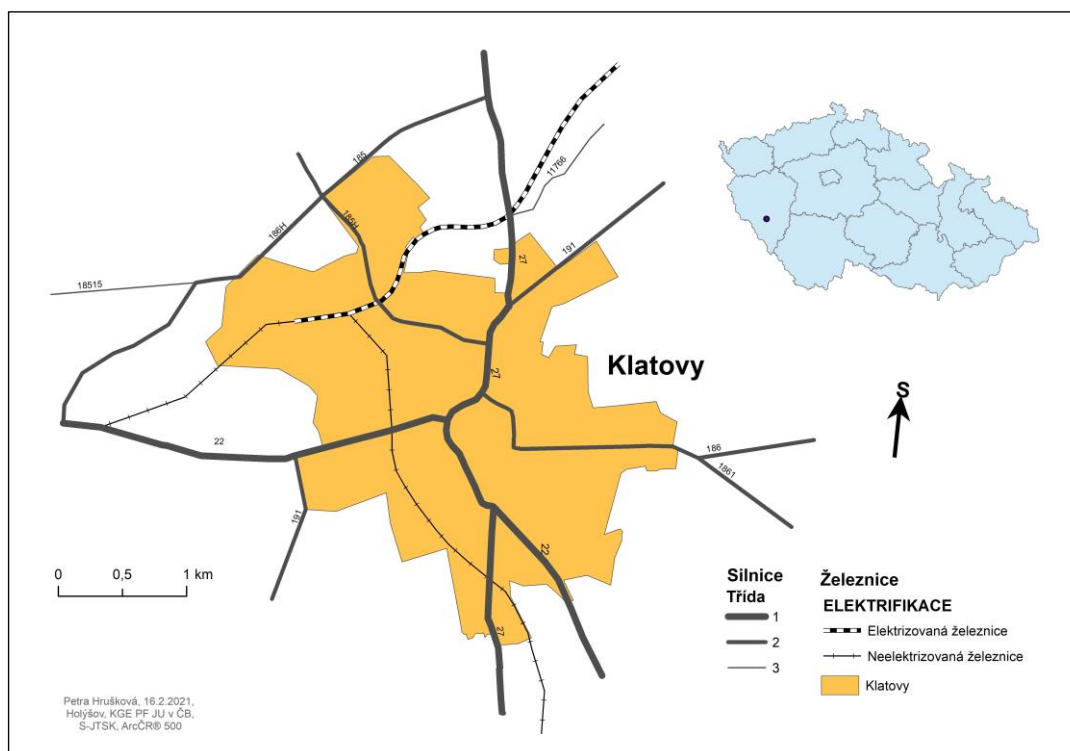 185
11766
186H
185H
191
27
18515
Klatovy
27
S
22
186
1861
191
22
27
0 0,5 1 km
Silnice
Třída
1
2
3
Železnice
ELEKTRIFIKACE
Elektrizovaná železnice
Neelektrizovaná železnice
Klatovy
Petra Hrušková, 16.2.2021,
Holýšov, KGE PF JU v ČB,
S-JTSK, ArcČR® 500